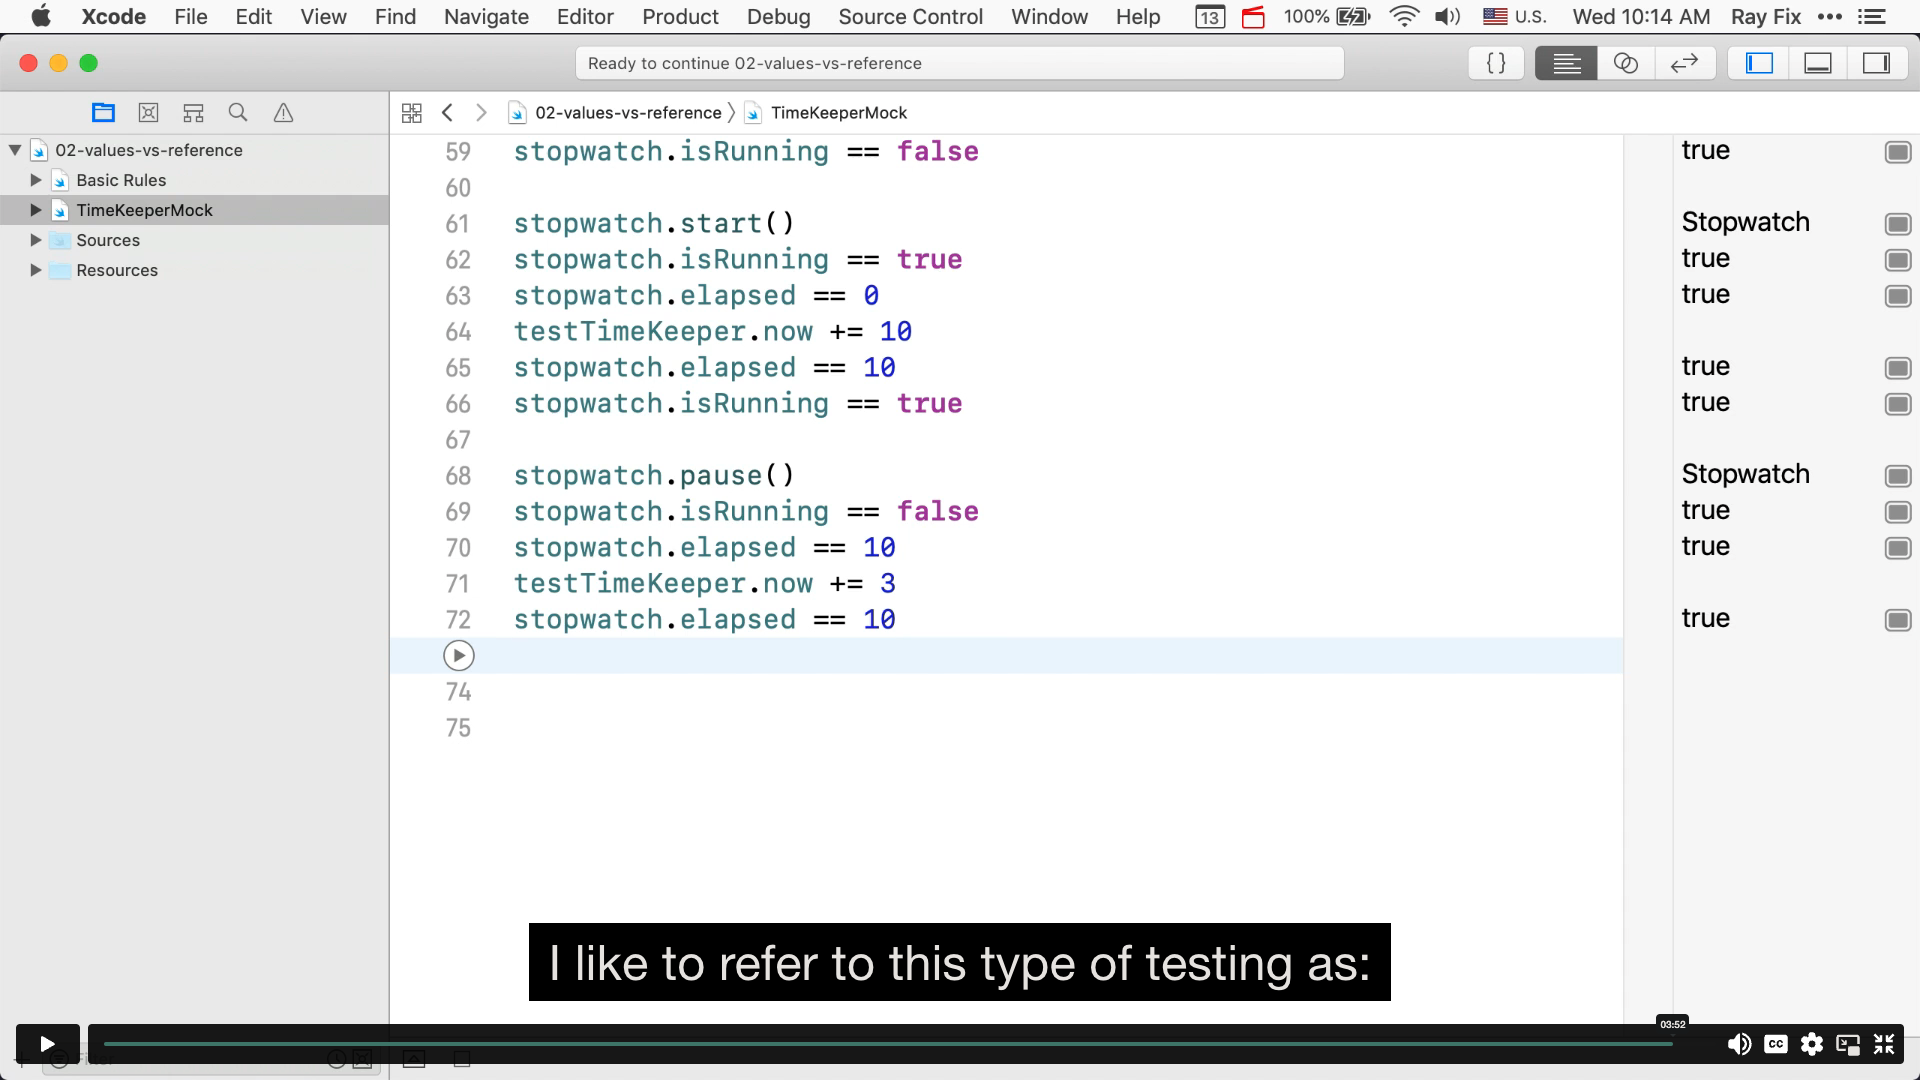 Xcode File Edit View Find Navigate Editor Product Debug Source Control Window Help 13 100% U.S. Wed 10:14 AM Ray Fix
Ready to continue 02-values-vs-reference
02-values-vs-reference
Basic Rules
TimeKeeperMock
Sources
Resources
02-values-vs-reference TimeKeeperMock
59 stopwatch.isRunning == false true
60
61 stopwatch.start() Stopwatch
62 stopwatch.isRunning == true true
63 stopwatch.elapsed == 0 true
64 testTimeKeeper.now += 10
65 stopwatch.elapsed == 10 true
66 stopwatch.isRunning == true true
67
68 stopwatch.pause() Stopwatch
69 stopwatch.isRunning == false true
70 stopwatch.elapsed == 10 true
71 testTimeKeeper.now += 3
72 stopwatch.elapsed == 10 true
74
75
I like to refer to this type of testing as:
03:52
CC
Filter